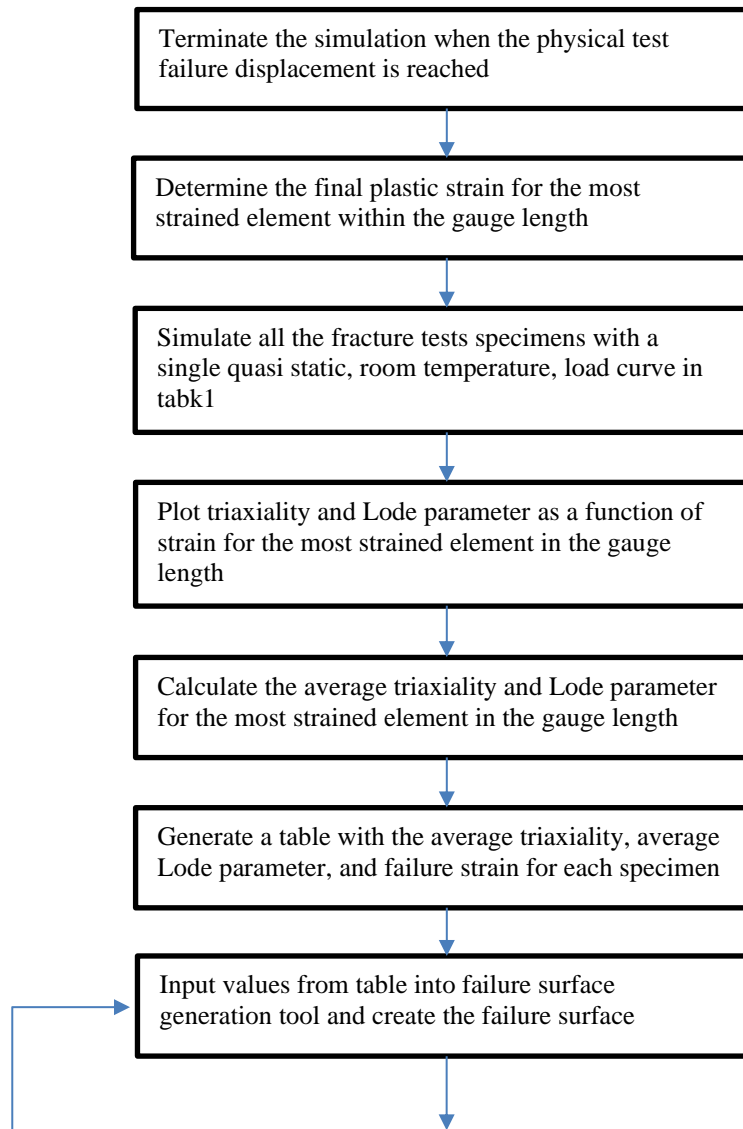 Terminate the simulation when the physical test
failure displacement is reached
Determine the final plastic strain for the most
strained element within the gauge length
Simulate all the fracture tests specimens with a
single quasi static, room temperature, load curve in
tabk1
Plot triaxiality and Lode parameter as a function of
strain for the most strained element in the gauge
length
Calculate the average triaxiality and Lode parameter
for the most strained element in the gauge length
Generate a table with the average triaxiality, average
Lode parameter, and failure strain for each specimen
Input values from table into failure surface
generation tool and create the failure surface